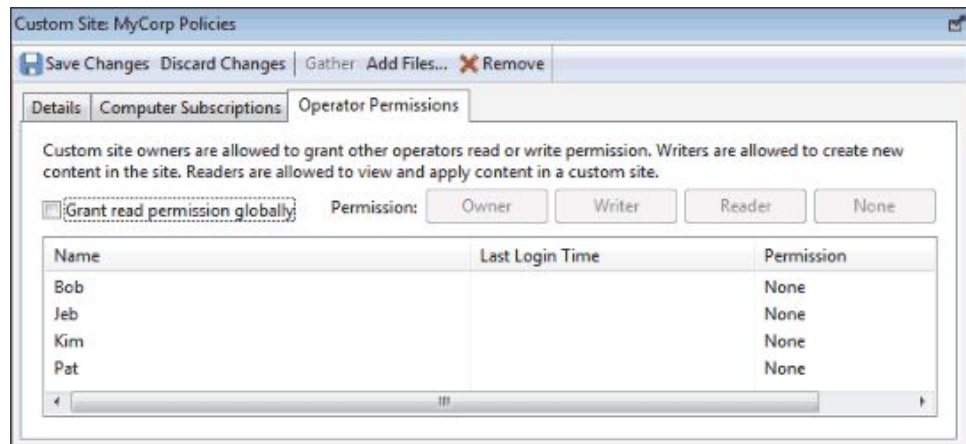 Custom Site: MyCorp Policies
Save Changes Discard Changes Gather Add Files... Remove
Details Computer Subscriptions Operator Permissions
Custom site owners are allowed to grant other operators read or write permission. Writers are allowed to create new
content in the site. Readers are allowed to view and apply content in a custom site.
Grant read permission globally Permission: Owner Writer Reader None
Name Last Login Time Permission
Bob None
Jeb None
Kim None
Pat None